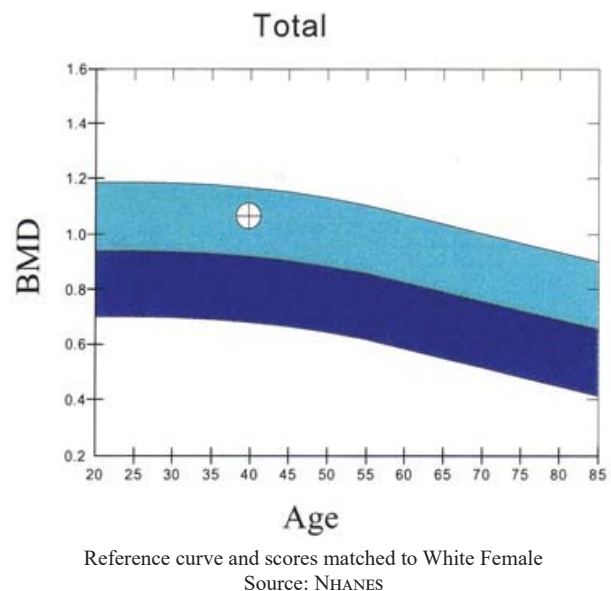 Total
1.6
1.4
1.2
1.0
0.8
0.6
0.4
0.2
BMD
20 25 30 35 40 45 50 55 60 65 70 75 80 85
Age
Reference curve and scores matched to White Female
Source: NHANES